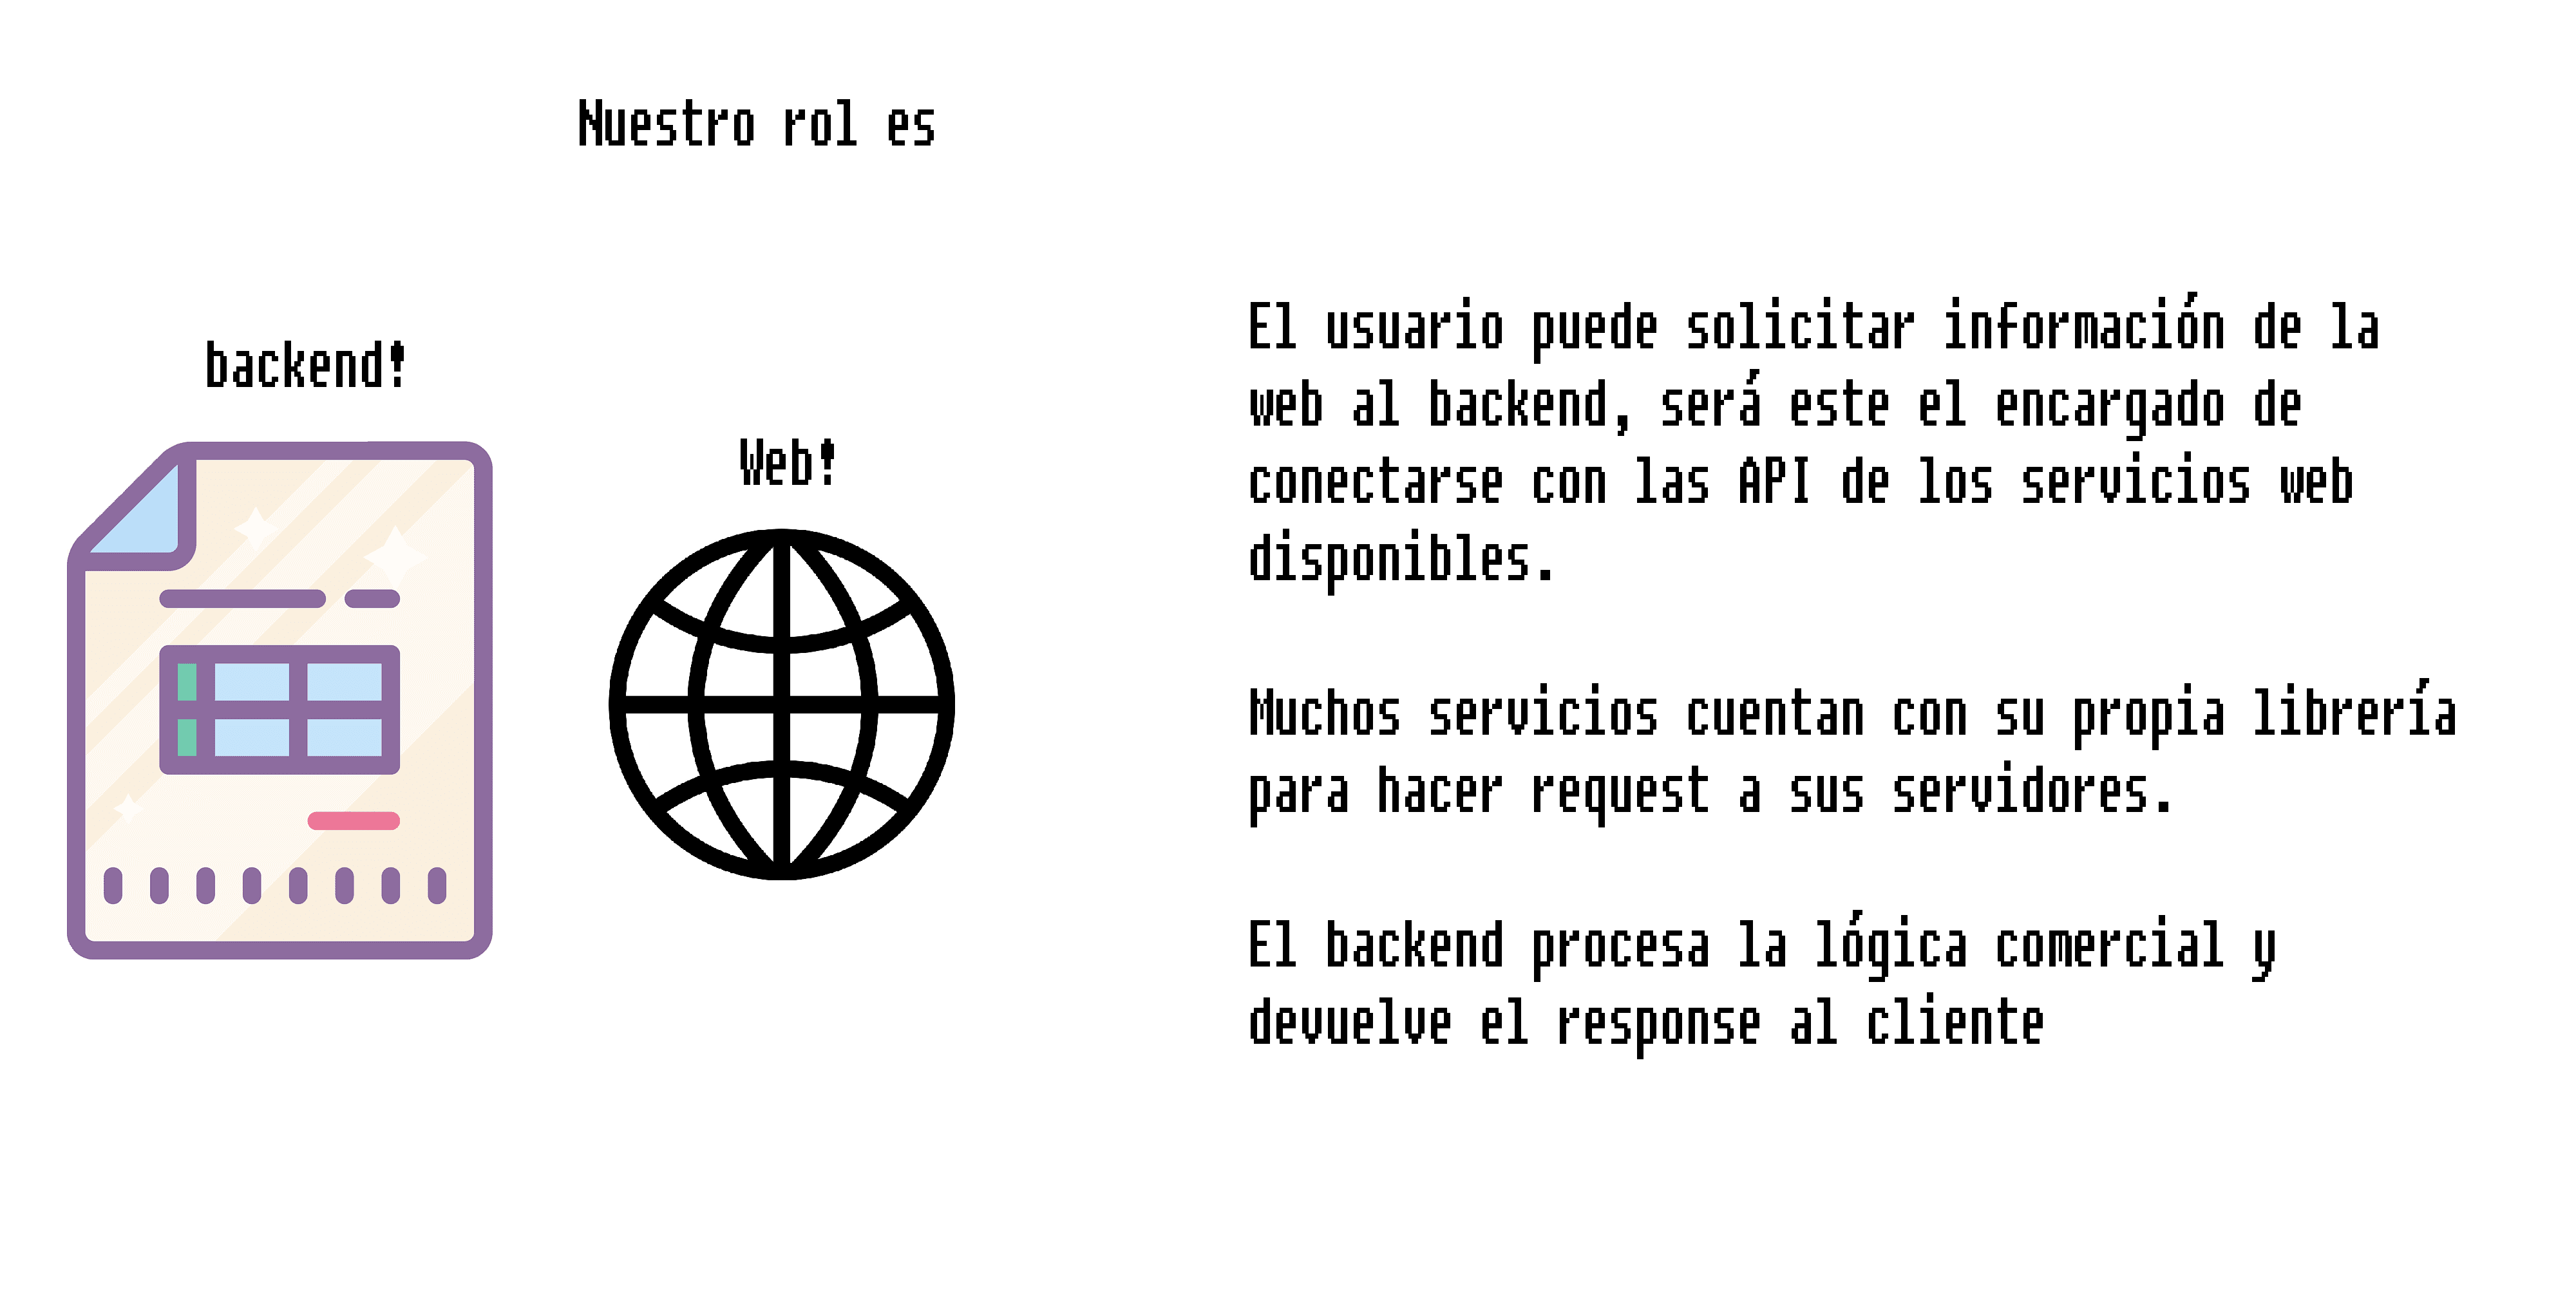 Nuestro rol es
backend!
Web!
El usuario puede solicitar información de la
web al backend, será este el encargado de
conectarse con las API de los servicios web
disponibles.
Muchos servicios cuentan con su propia librería
para hacer request a sus servidores.
El backend procesa la lógica comercial y
devuelve el response al cliente